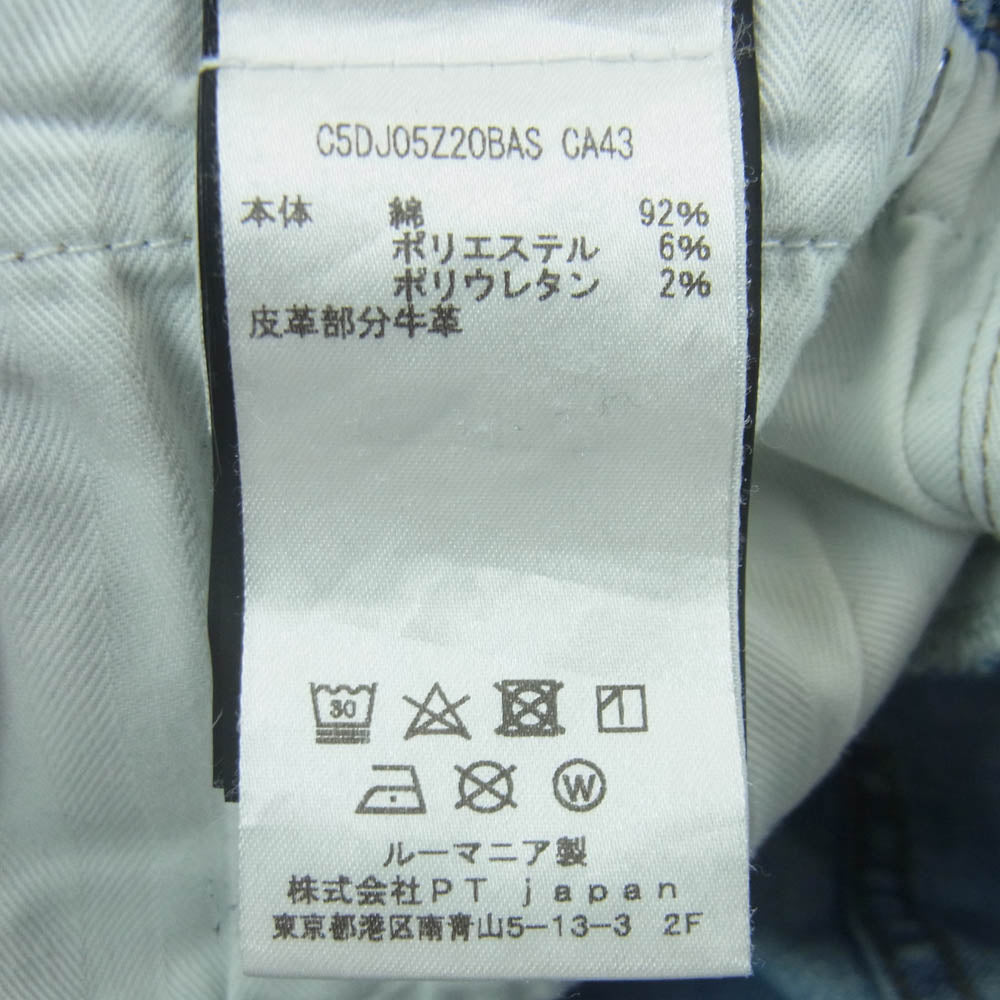 C5DJ05Z20BAS CA43
本体 綿 92%
ポリエステル 6%
ポリウレタン 2%
皮革部分牛革
30
W
ルーマニア製
株式会社PT japan
東京都港区南青山5-13-3 2F